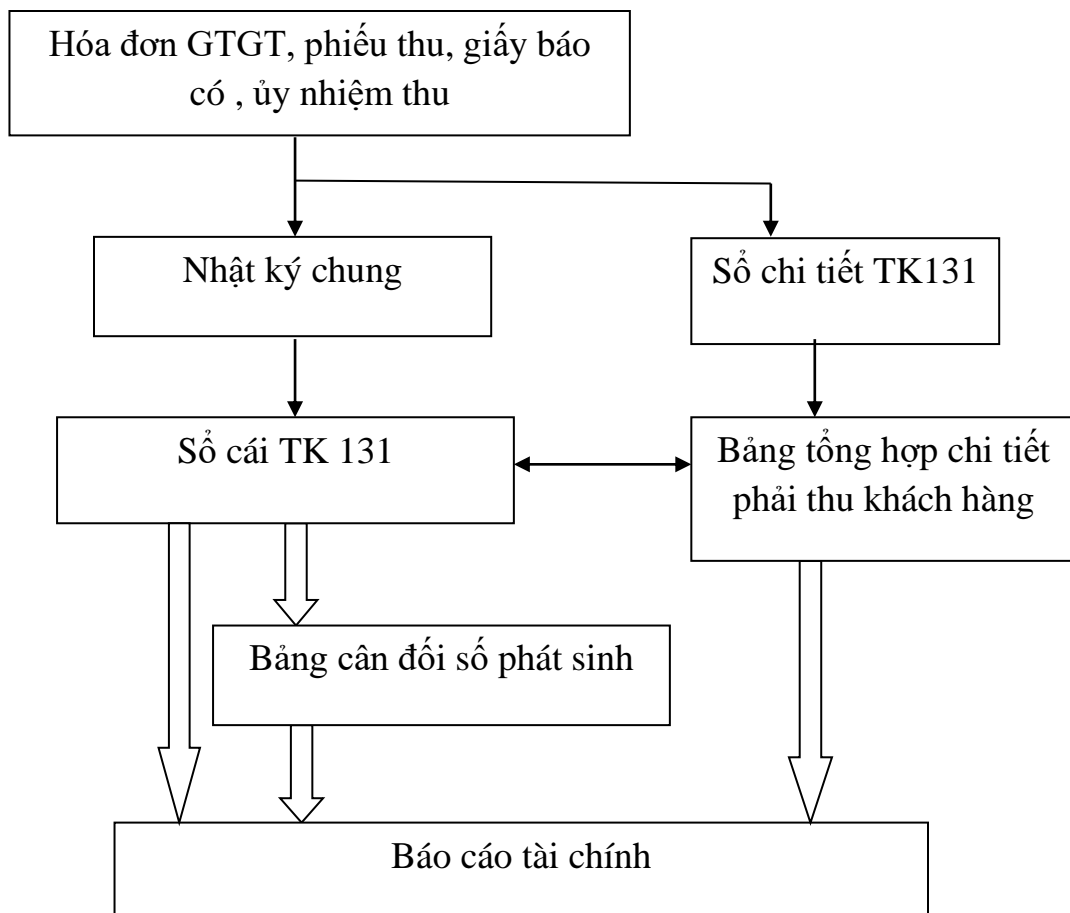 Hóa đơn GTGT, phiếu thu, giấy báo
có , ủy nhiệm thu
Nhật ký chung
Sổ chi tiết TK131
Sổ cái TK 131
Bảng tổng hợp chi tiết
phải thu khách hàng
Bảng cân đối số phát sinh
Báo cáo tài chính